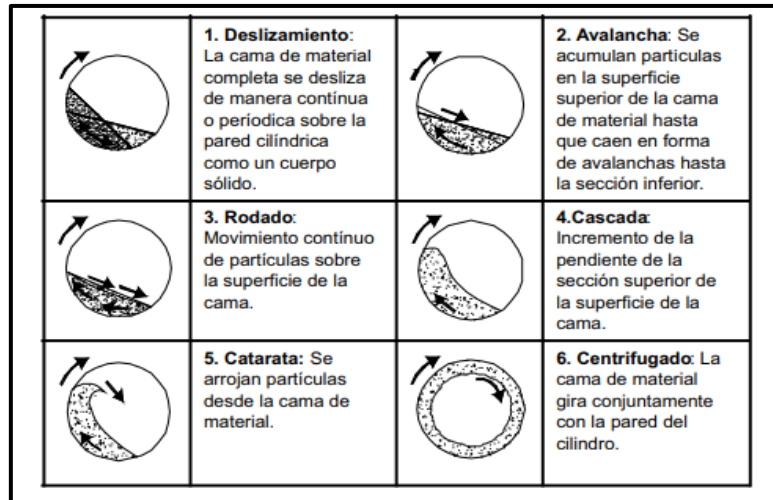 1. Deslizamiento:
La cama de material
completa se desliza
de manera contínua
o períodica sobre la
pared cilíndrica
como un cuerpo
sólido.
2. Avalancha: Se
acumulan partículas
en la superficie
superior de la cama
de material hasta
que caen en forma
de avalanchas hasta
la sección inferior.
3. Rodado:
Movimiento contínuo
de partículas sobre
la superficie de la
cama.
4.Cascada:
Incremento de la
pendiente de la
sección superior de
la superficie de la
cama.
5. Catarata: Se
arrojan partículas
desde la cama de
material.
6. Centrifugado: La
cama de material
gira conjuntamente
con la pared del
cilindro.